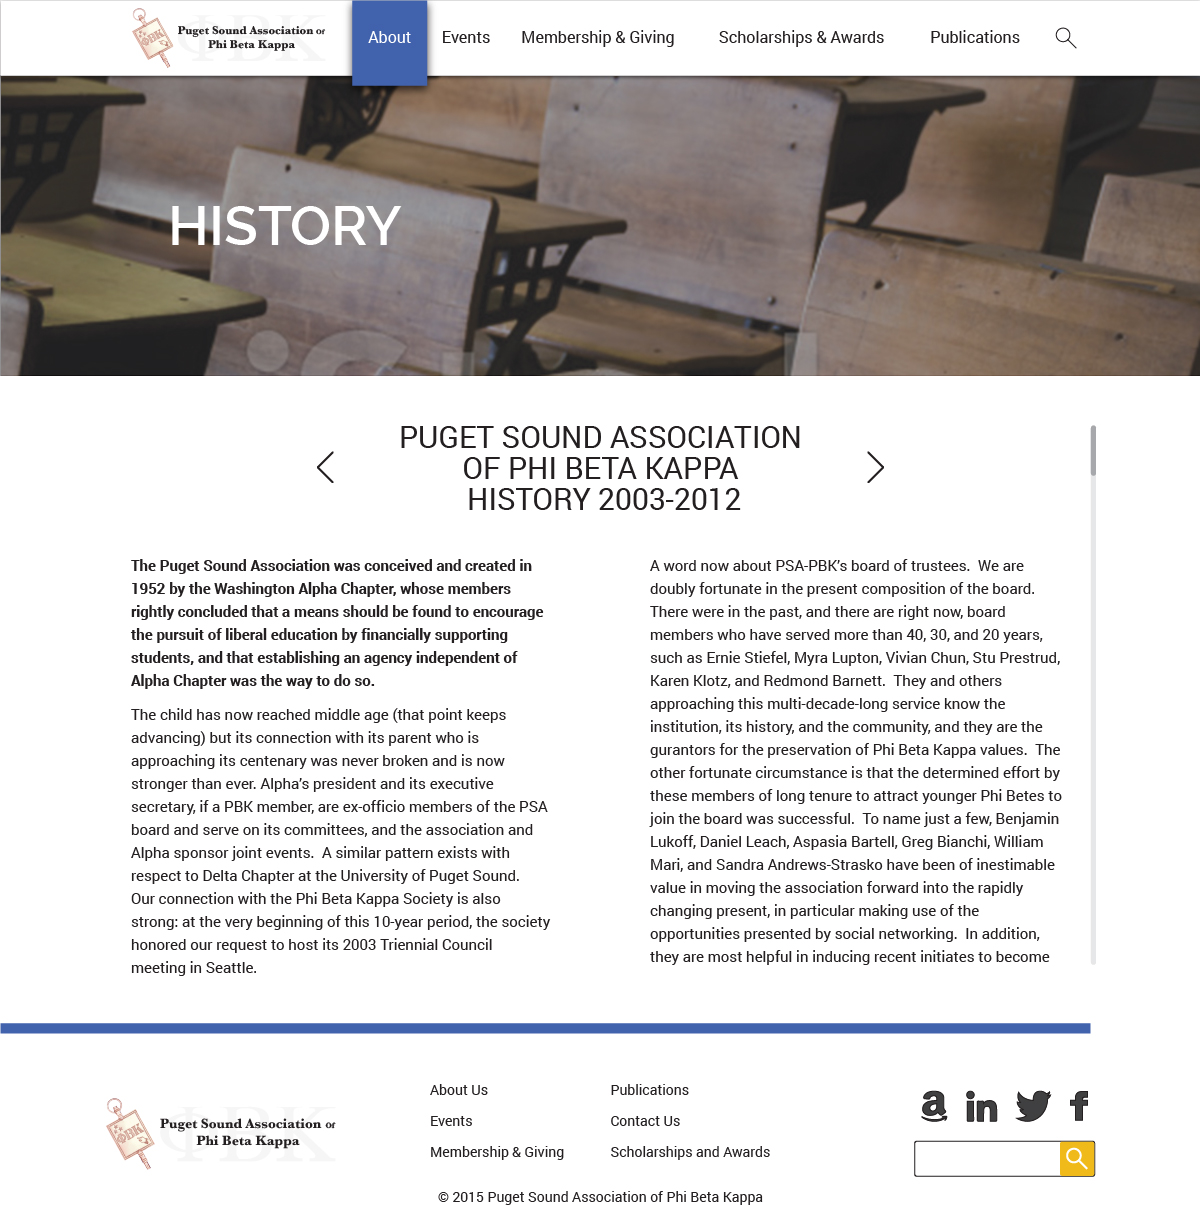 ΦBK
Puget Sound Association OF
Phi Beta Kappa
About
Events
Membership & Giving
Scholarships & Awards
Publications
HISTORY
PUGET SOUND ASSOCIATION
OF PHI BETA KAPPA
HISTORY 2003-2012
The Puget Sound Association was conceived and created in
1952 by the Washington Alpha Chapter, whose members
rightly concluded that a means should be found to encourage
the pursuit of liberal education by financially supporting
students, and that establishing an agency independent of
Alpha Chapter was the way to do so.
The child has now reached middle age (that point keeps
advancing) but its connection with its parent who is
approaching its centenary was never broken and is now
stronger than ever. Alpha's president and its executive
secretary, if a PBK member, are ex-officio members of the PSA
board and serve on its committees, and the association and
Alpha sponsor joint events.  A similar pattern exists with
respect to Delta Chapter at the University of Puget Sound.
Our connection with the Phi Beta Kappa Society is also
strong: at the very beginning of this 10-year period, the society
honored our request to host its 2003 Triennial Council
meeting in Seattle.
A word now about PSA-PBK's board of trustees.  We are
doubly fortunate in the present composition of the board.
There were in the past, and there are right now, board
members who have served more than 40, 30, and 20 years,
such as Ernie Stiefel, Myra Lupton, Vivian Chun, Stu Prestrud,
Karen Klotz, and Redmond Barnett.  They and others
approaching this multi-decade-long service know the
institution, its history, and the community, and they are the
gurantors for the preservation of Phi Beta Kappa values.  The
other fortunate circumstance is that the determined effort by
these members of long tenure to attract younger Phi Betes to
join the board was successful.  To name just a few, Benjamin
Lukoff, Daniel Leach, Aspasia Bartell, Greg Bianchi, William
Mari, and Sandra Andrews-Strasko have been of inestimable
value in moving the association forward into the rapidly
changing present, in particular making use of the
opportunities presented by social networking.  In addition,
they are most helpful in inducing recent initiates to become
ΦBK
Puget Sound Association OF
Phi Beta Kappa
About Us
Events
Membership & Giving
Publications
Contact Us
Scholarships and Awards
© 2015 Puget Sound Association of Phi Beta Kappa